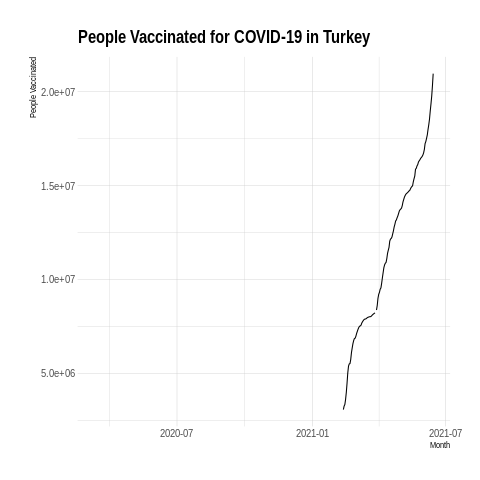 People Vaccinated for COVID-19 in Turkey
People Vaccinated
2.0e+07
1.5e+07
1.0e+07
5.0e+06
2020-07
2021-01
2021-07
Month